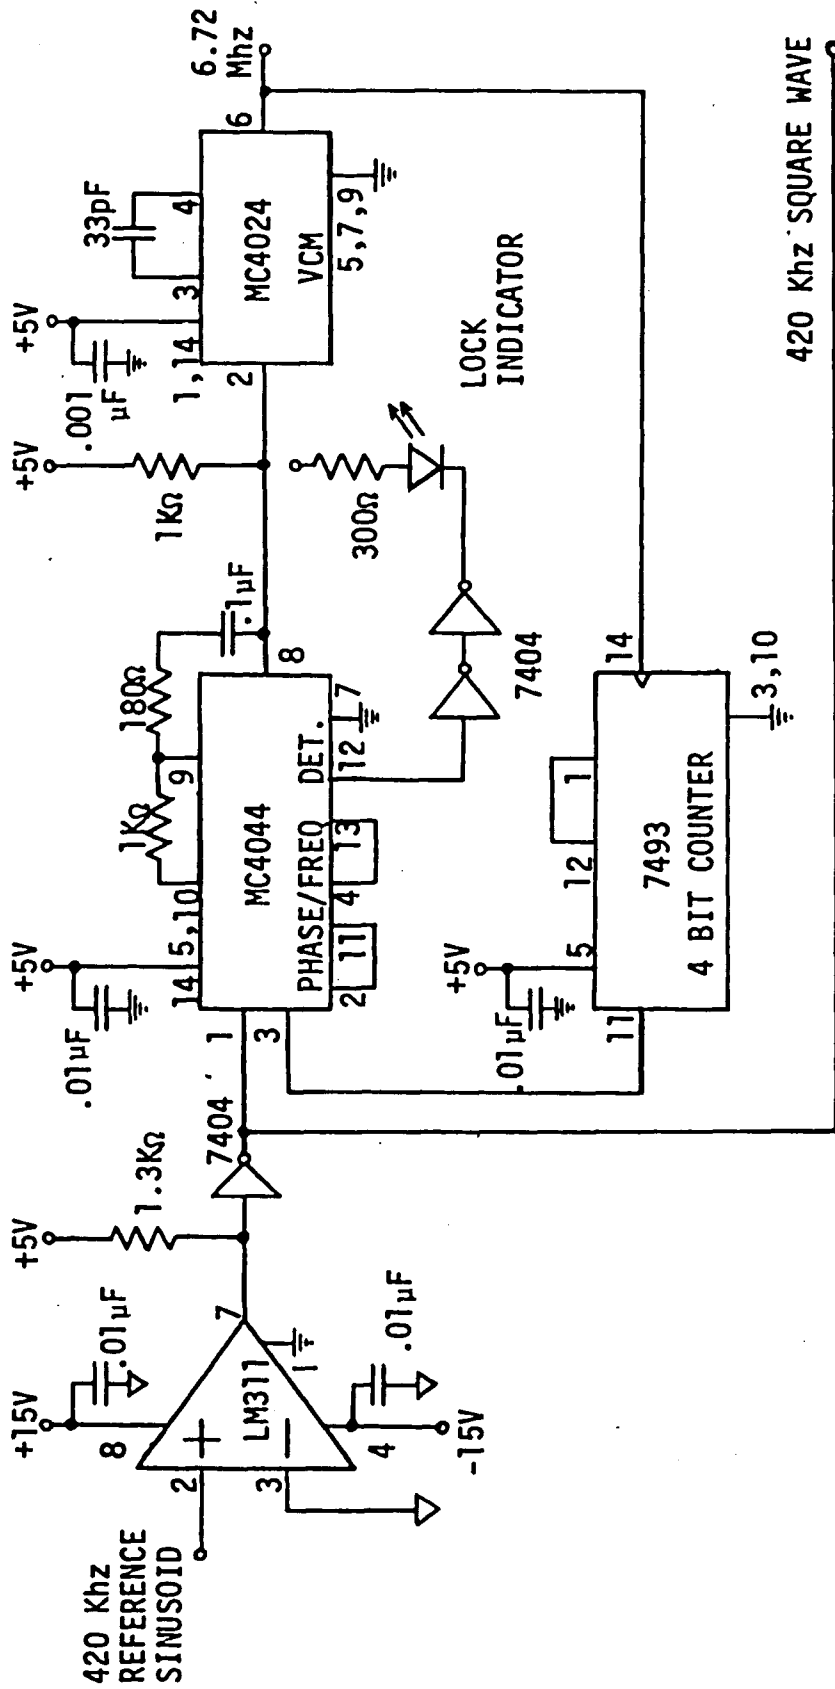 420 Khz
REFERENCE
SINUSOID
+15V
.01µF
8
2
+
3
−
LM311
7
1
4
.01µF
-15V
+5V
1.3KΩ
7404
+5V
.01µF
14
5,10
1KΩ
9
180Ω
.1µF
1
3
MC4044
8
PHASE/FREQ DET.
2
11
4
13
12
7
+5V
1KΩ
300Ω
7404
LOCK
INDICATOR
+5V
.001
µF
1,14
3
4
33pF
2
MC4024
VCM
6
5,7,9
6.72
Mhz
+5V
.01µF
5
12
1
11
7493
4 BIT COUNTER
14
3,10
420 Khz SQUARE WAVE